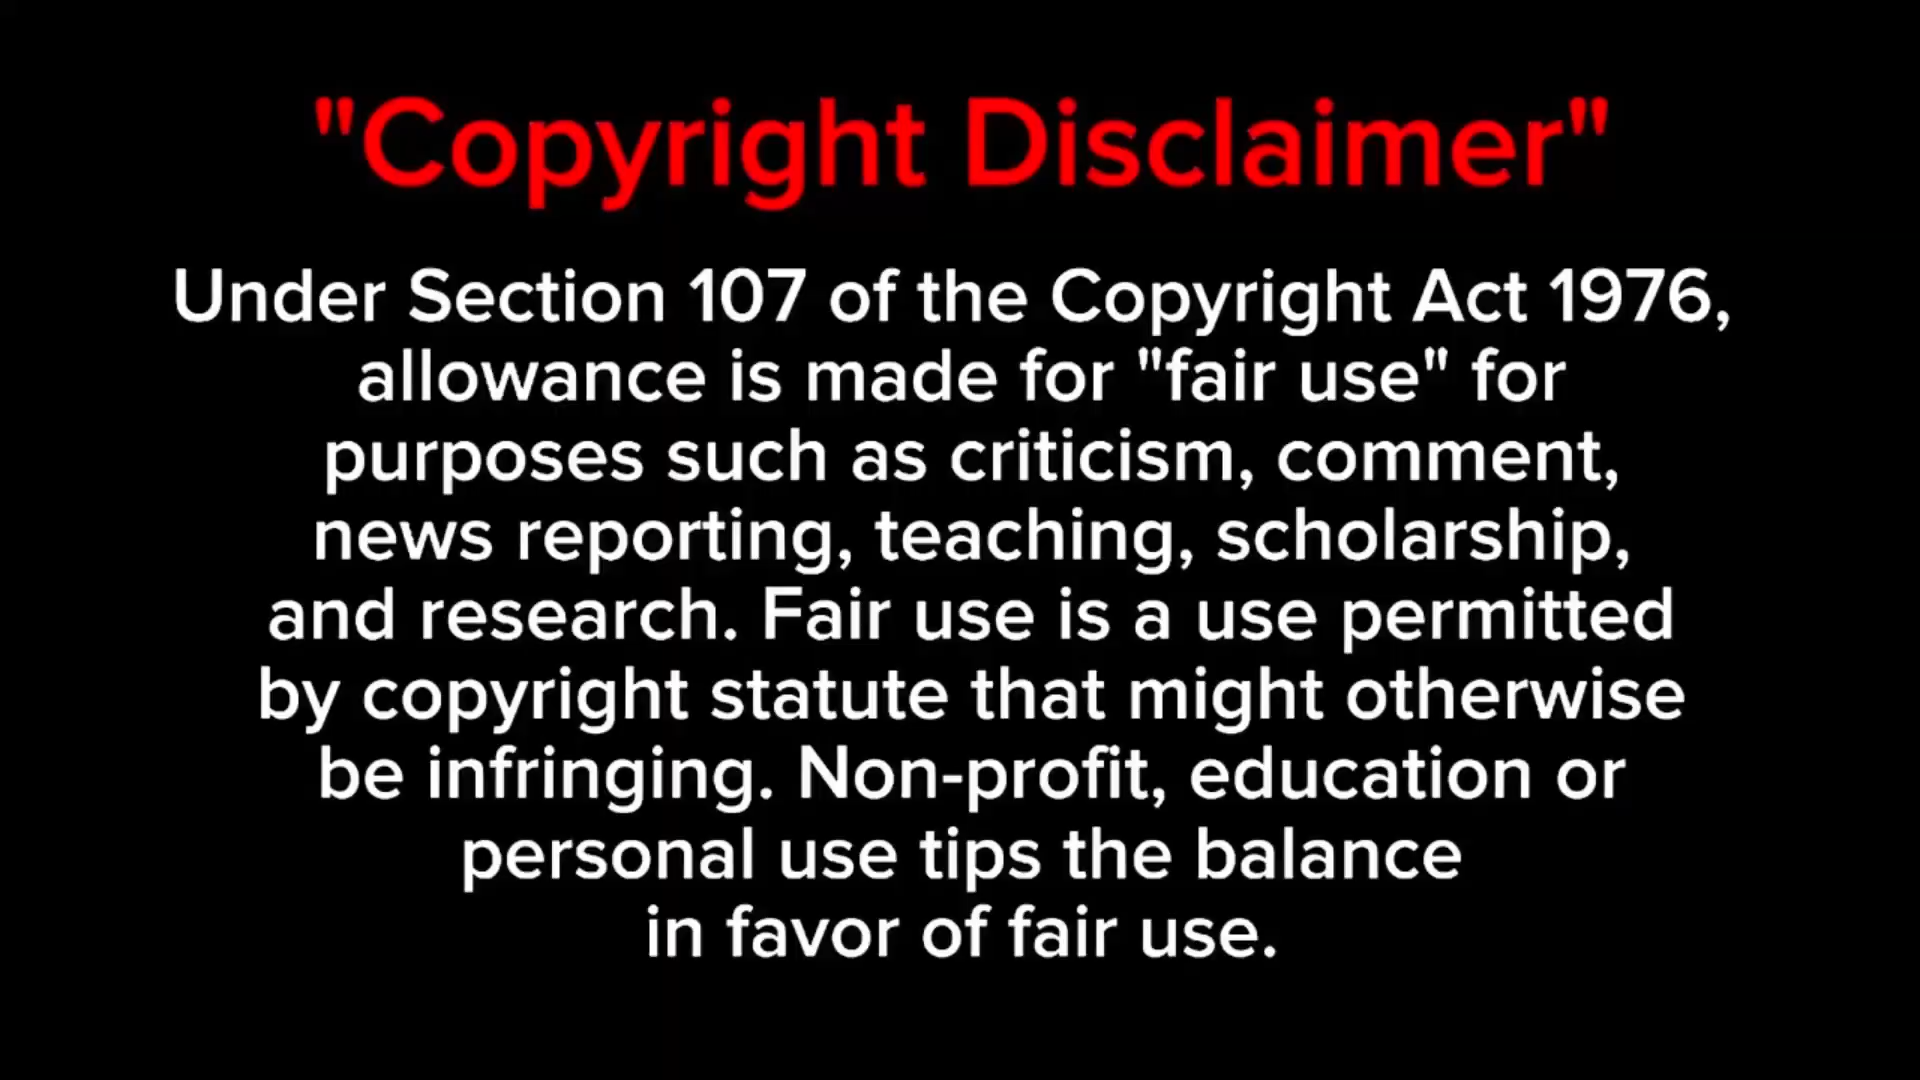 "Copyright Disclaimer"
Under Section 107 of the Copyright Act 1976,
allowance is made for "fair use" for
purposes such as criticism, comment,
news reporting, teaching, scholarship,
and research. Fair use is a use permitted
by copyright statute that might otherwise
be infringing. Non-profit, education or
personal use tips the balance
in favor of fair use.